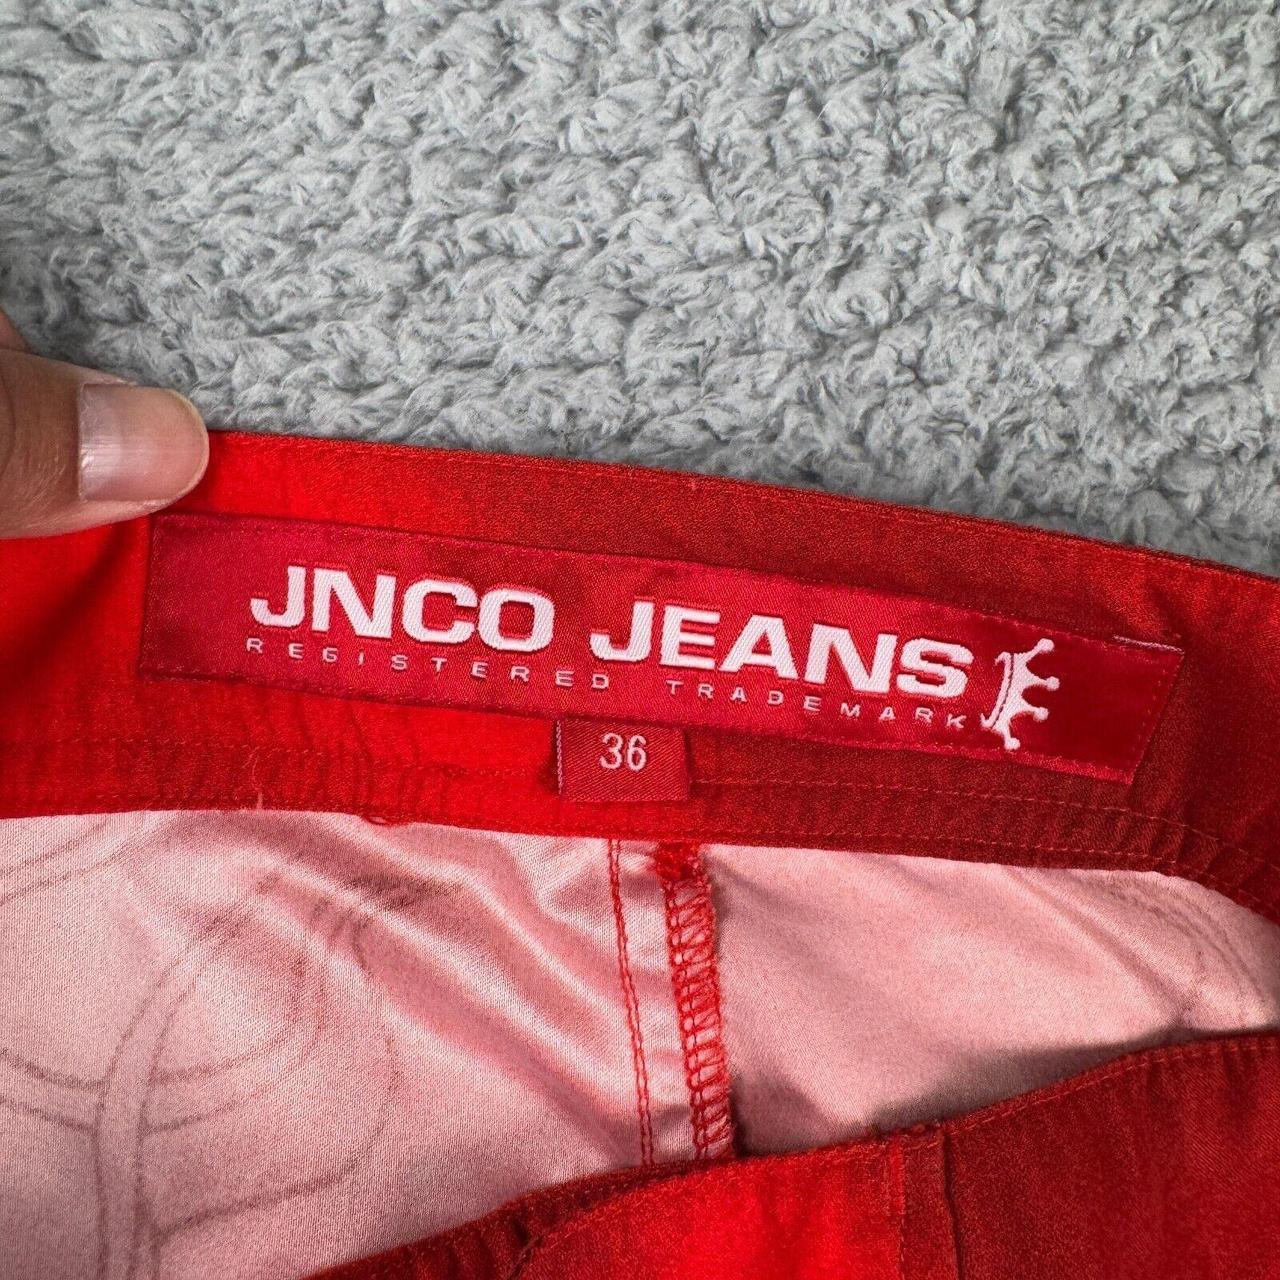 JNCO JEANS
REGISTERED TRADEMARK
36